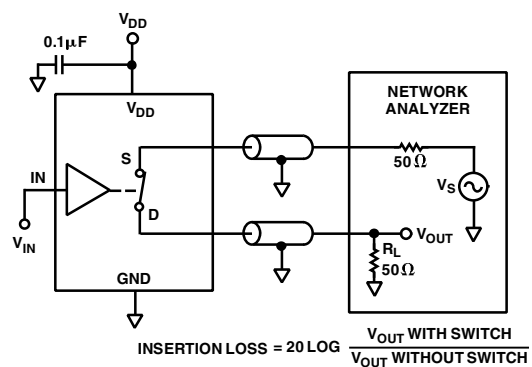 V_DD
0.1µF
V_DD
NETWORK
ANALYZER
S
50Ω
V_S
IN
D
V_OUT
V_IN
R_L
50Ω
GND
INSERTION LOSS = 20 LOG V_OUT WITH SWITCH
V_OUT WITHOUT SWITCH